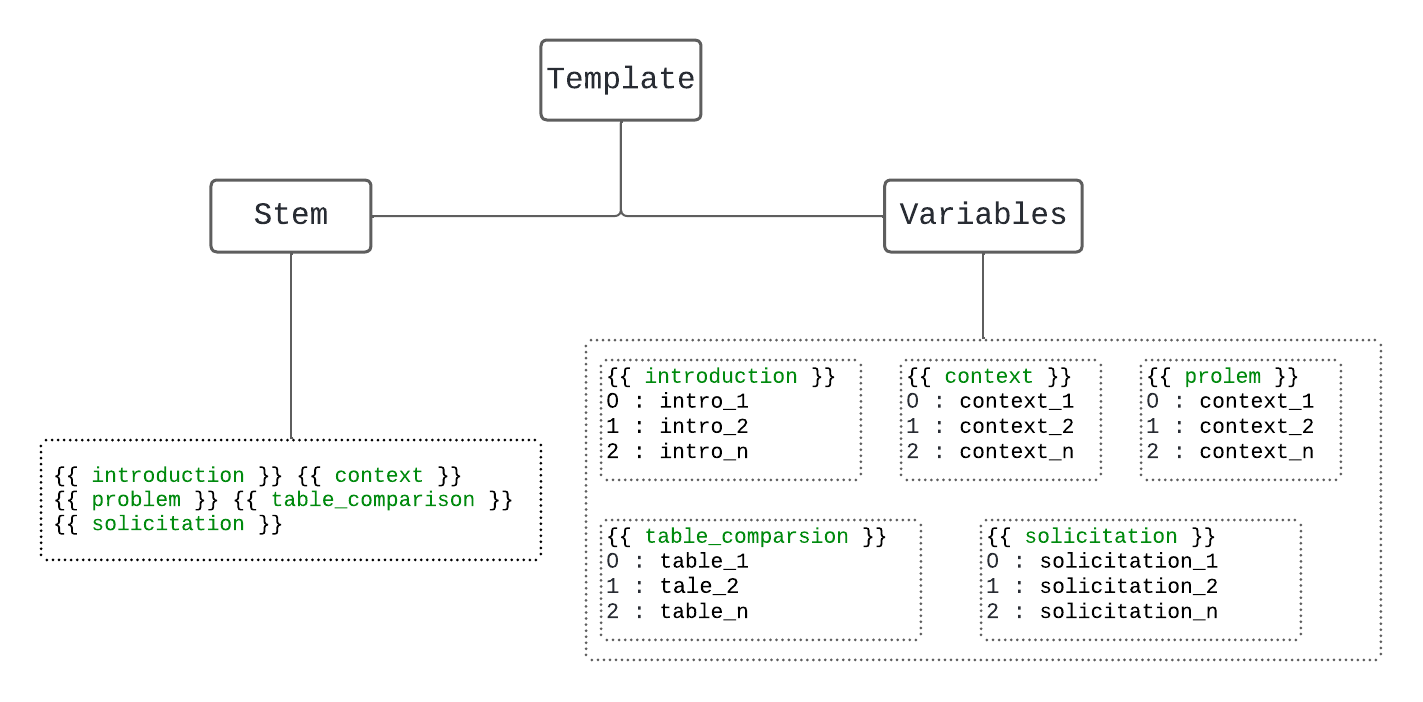 Template
Stem
Variables
{{ introduction }} {{ context }}
{{ problem }} {{ table_comparison }}
{{ solicitation }}
{{ introduction }}
0 : intro_1
1 : intro_2
2 : intro_n
{{ context }}
0 : context_1
1 : context_2
2 : context_n
{{ prolem }}
0 : context_1
1 : context_2
2 : context_n
{{ table_comparsion }}
0 : table_1
1 : tale_2
2 : table_n
{{ solicitation }}
0 : solicitation_1
1 : solicitation_2
2 : solicitation_n